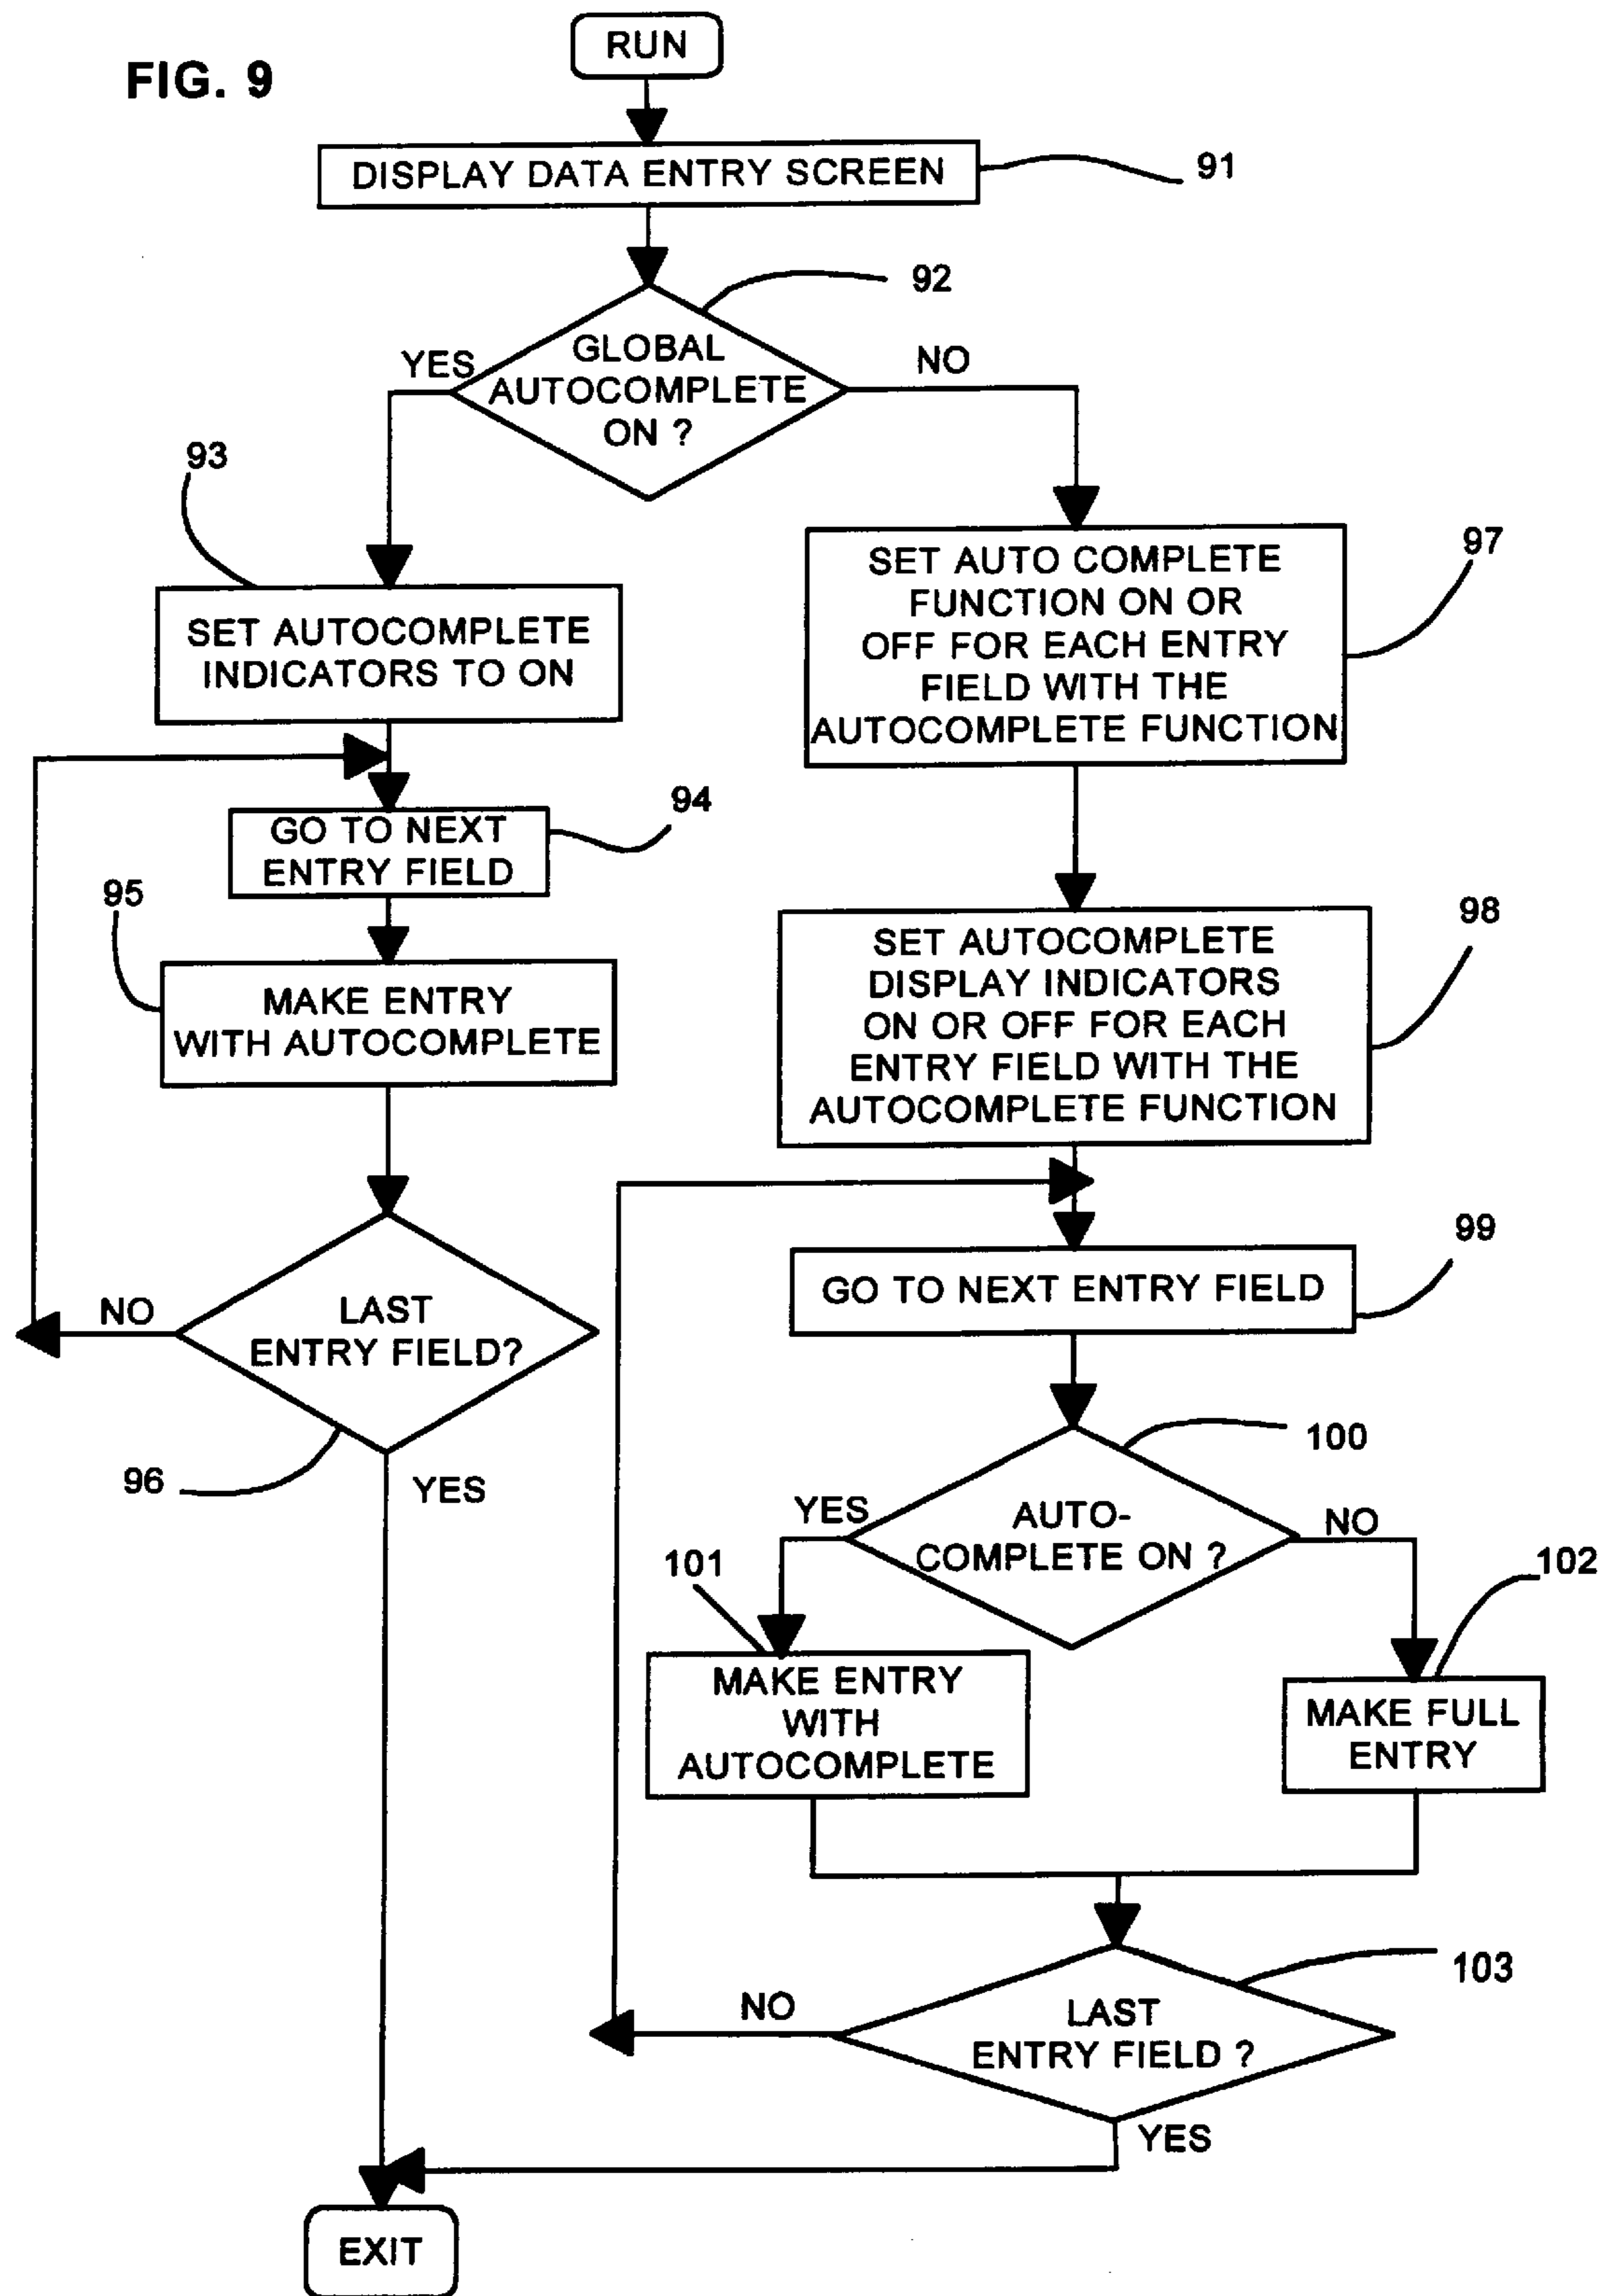 FIG. 9
RUN
DISPLAY DATA ENTRY SCREEN
91
92
GLOBAL
AUTOCOMPLETE
ON ?
YES
NO
93
SET AUTOCOMPLETE
INDICATORS TO ON
94
GO TO NEXT
ENTRY FIELD
95
MAKE ENTRY
WITH AUTOCOMPLETE
LAST
ENTRY FIELD?
NO
96
YES
97
SET AUTO COMPLETE
FUNCTION ON OR
OFF FOR EACH ENTRY
FIELD WITH THE
AUTOCOMPLETE FUNCTION
98
SET AUTOCOMPLETE
DISPLAY INDICATORS
ON OR OFF FOR EACH
ENTRY FIELD WITH THE
AUTOCOMPLETE FUNCTION
99
GO TO NEXT ENTRY FIELD
100
AUTO-
COMPLETE ON ?
YES
NO
101
MAKE ENTRY
WITH
AUTOCOMPLETE
102
MAKE FULL
ENTRY
103
LAST
ENTRY FIELD ?
NO
YES
EXIT